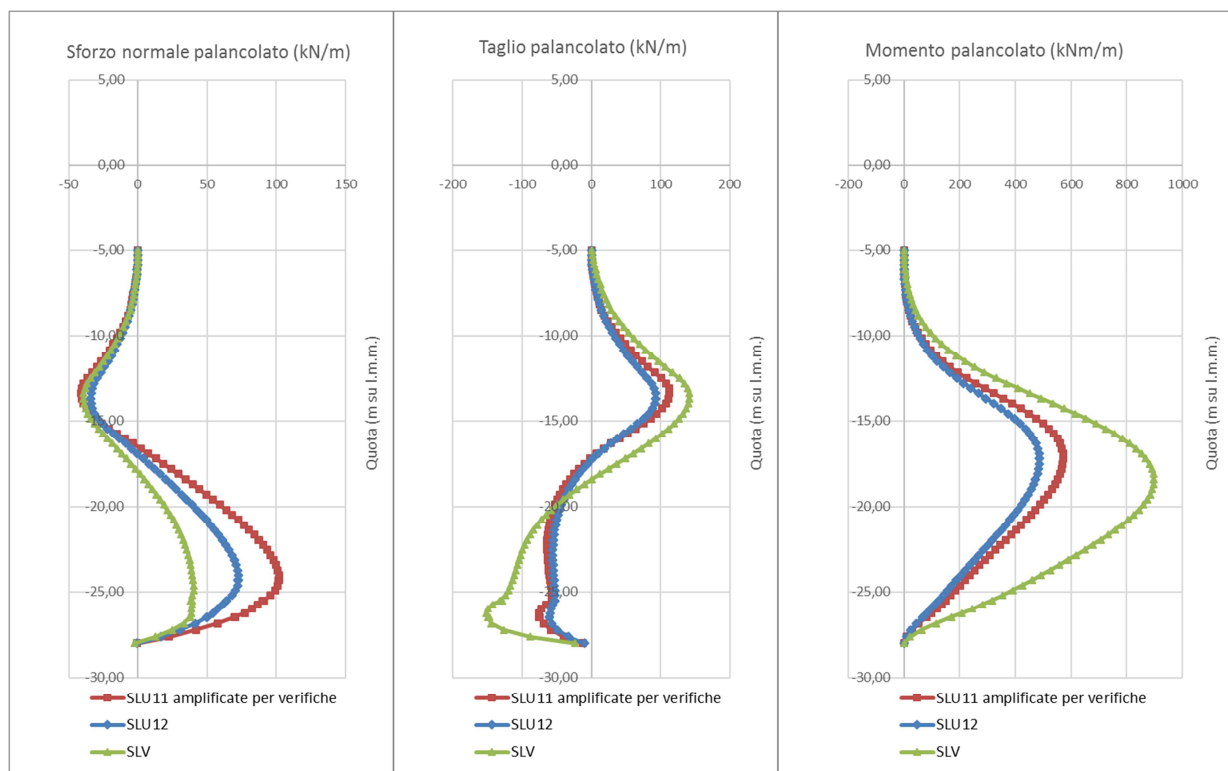 Sforzo normale palancolato (kN/m)
5,00
0,00
-50 0 50 100 150
-5,00
-10,00
-15,00
-20,00
-25,00
-30,00
Quota (m su l.m.m.)
SLU11 amplificate per verifiche
SLU12
SLV
Taglio palancolato (kN/m)
5,00
0,00
-200 -100 0 100 200
-5,00
-10,00
-15,00
-20,00
-25,00
-30,00
Quota (m su l.m.m.)
SLU11 amplificate per verifiche
SLU12
SLV
Momento palancolato (kNm/m)
5,00
0,00
-200 0 200 400 600 800 1000
-5,00
-10,00
-15,00
-20,00
-25,00
-30,00
Quota (m su l.m.m.)
SLU11 amplificate per verifiche
SLU12
SLV